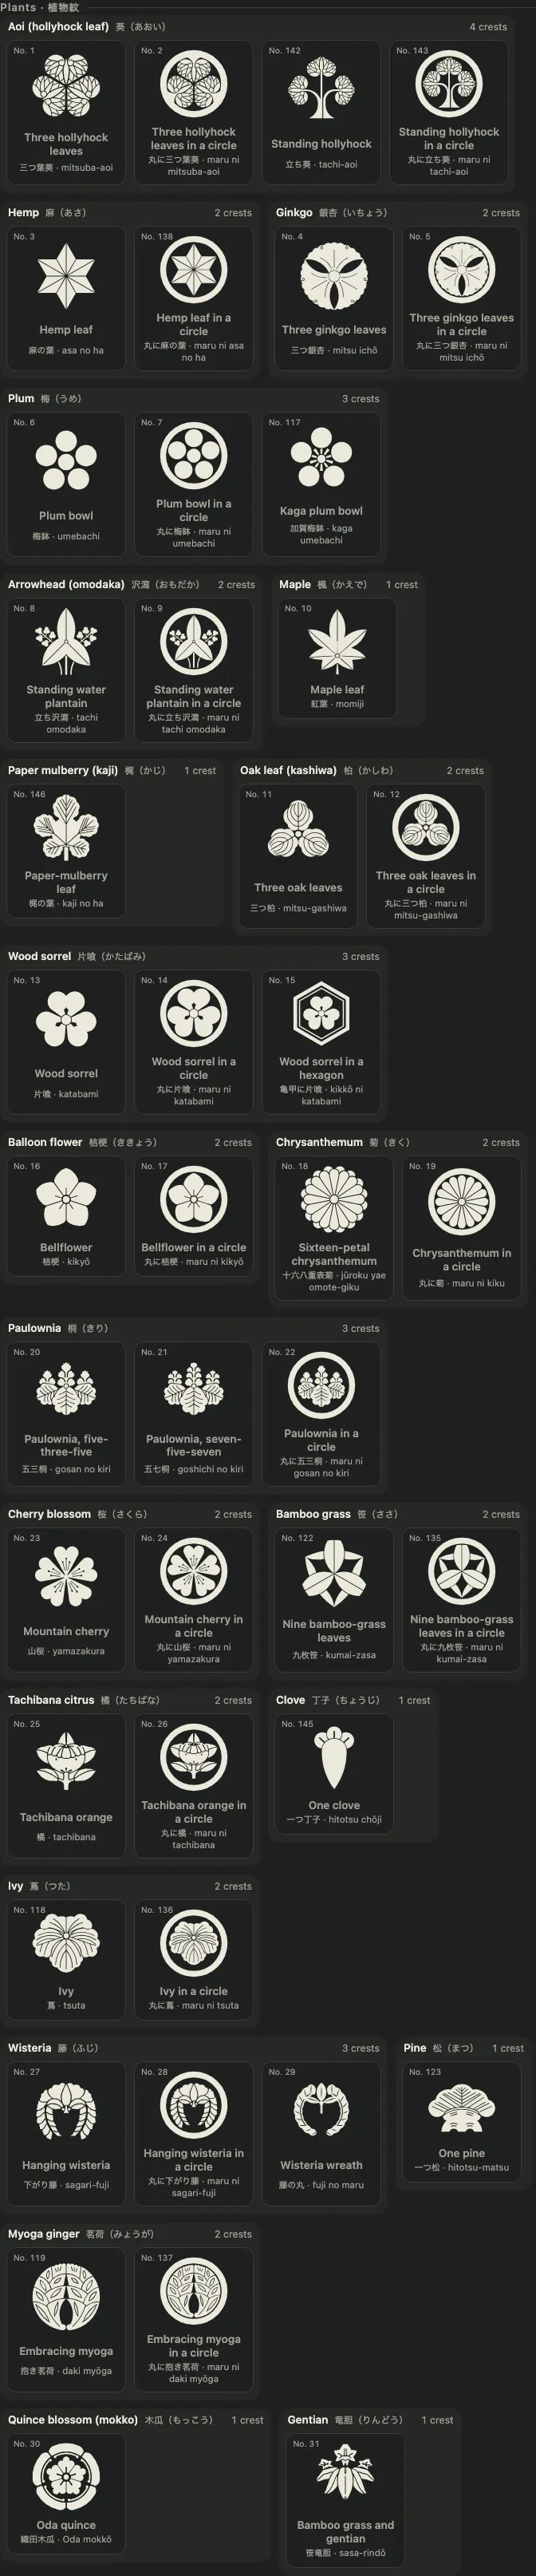 Plants · 植物紋
Aoi (hollyhock leaf) 葵（あおい） 4 crests
No. 1
Three hollyhock
leaves
三つ葉葵 · mitsuba-aoi
No. 2
Three hollyhock
leaves in a circle
丸に三つ葉葵 · maru ni
mitsuba-aoi
No. 142
Standing hollyhock
立ち葵 · tachi-aoi
No. 143
Standing hollyhock
in a circle
丸に立ち葵 · maru ni
tachi-aoi
Hemp 麻（あさ） 2 crests
No. 3
Hemp leaf
麻の葉 · asa no ha
No. 138
Hemp leaf in a
circle
丸に麻の葉 · maru ni asa
no ha
Ginkgo 銀杏（いちょう） 2 crests
No. 4
Three ginkgo leaves
三つ銀杏 · mitsu ichō
No. 5
Three ginkgo leaves
in a circle
丸に三つ銀杏 · maru ni
mitsu ichō
Plum 梅（うめ） 3 crests
No. 6
Plum bowl
梅鉢 · umebachi
No. 7
Plum bowl in a
circle
丸に梅鉢 · maru ni
umebachi
No. 117
Kaga plum bowl
加賀梅鉢 · kaga
umebachi
Arrowhead (omodaka) 沢瀉（おもだか） 2 crests
No. 8
Standing water
plantain
立ち沢瀉 · tachi
omodaka
No. 9
Standing water
plantain in a circle
丸に立ち沢瀉 · maru ni
tachi omodaka
Maple 楓（かえで） 1 crest
No. 10
Maple leaf
紅葉 · momiji
Paper mulberry (kaji) 梶（かじ） 1 crest
No. 146
Paper-mulberry
leaf
梶の葉 · kaji no ha
Oak leaf (kashiwa) 柏（かしわ） 2 crests
No. 11
Three oak leaves
三つ柏 · mitsu-gashiwa
No. 12
Three oak leaves in
a circle
丸に三つ柏 · maru ni
mitsu-gashiwa
Wood sorrel 片喰（かたばみ） 3 crests
No. 13
Wood sorrel
片喰 · katabami
No. 14
Wood sorrel in a
circle
丸に片喰 · maru ni
katabami
No. 15
Wood sorrel in a
hexagon
亀甲に片喰 · kikkō ni
katabami
Balloon flower 桔梗（ききょう） 2 crests
No. 16
Bellflower
桔梗 · kikyō
No. 17
Bellflower in a circle
丸に桔梗 · maru ni kikyō
Chrysanthemum 菊（きく） 2 crests
No. 18
Sixteen-petal
chrysanthemum
十六八重表菊 · jūroku yae
omote-giku
No. 19
Chrysanthemum in
a circle
丸に菊 · maru ni kiku
Paulownia 桐（きり） 3 crests
No. 20
Paulownia, five-
three-five
五三桐 · gosan no kiri
No. 21
Paulownia, seven-
five-seven
五七桐 · goshichi no kiri
No. 22
Paulownia in a
circle
丸に五三桐 · maru ni
gosan no kiri
Cherry blossom 桜（さくら） 2 crests
No. 23
Mountain cherry
山桜 · yamazakura
No. 24
Mountain cherry in
a circle
丸に山桜 · maru ni
yamazakura
Bamboo grass 笹（ささ） 2 crests
No. 122
Nine bamboo-grass
leaves
九枚笹 · kumai-zasa
No. 135
Nine bamboo-grass
leaves in a circle
丸に九枚笹 · maru ni
kumai-zasa
Tachibana citrus 橘（たちばな） 2 crests
No. 25
Tachibana orange
橘 · tachibana
No. 26
Tachibana orange in
a circle
丸に橘 · maru ni
tachibana
Clove 丁子（ちょうじ） 1 crest
No. 145
One clove
一つ丁子 · hitotsu chōji
Ivy 蔦（つた） 2 crests
No. 118
Ivy
蔦 · tsuta
No. 136
Ivy in a circle
丸に蔦 · maru ni tsuta
Wisteria 藤（ふじ） 3 crests
No. 27
Hanging wisteria
下がり藤 · sagari-fuji
No. 28
Hanging wisteria in
a circle
丸に下がり藤 · maru ni
sagari-fuji
No. 29
Wisteria wreath
藤の丸 · fuji no maru
Pine 松（まつ） 1 crest
No. 123
One pine
一つ松 · hitotsu-matsu
Myoga ginger 茗荷（みょうが） 2 crests
No. 119
Embracing myoga
抱き茗荷 · daki myōga
No. 137
Embracing myoga
in a circle
丸に抱き茗荷 · maru ni
daki myōga
Quince blossom (mokko) 木瓜（もっこう） 1 crest
No. 30
Oda quince
織田木瓜 · Oda mokkō
Gentian 竜胆（りんどう） 1 crest
No. 31
Bamboo grass and
gentian
笹竜胆 · sasa-rindō